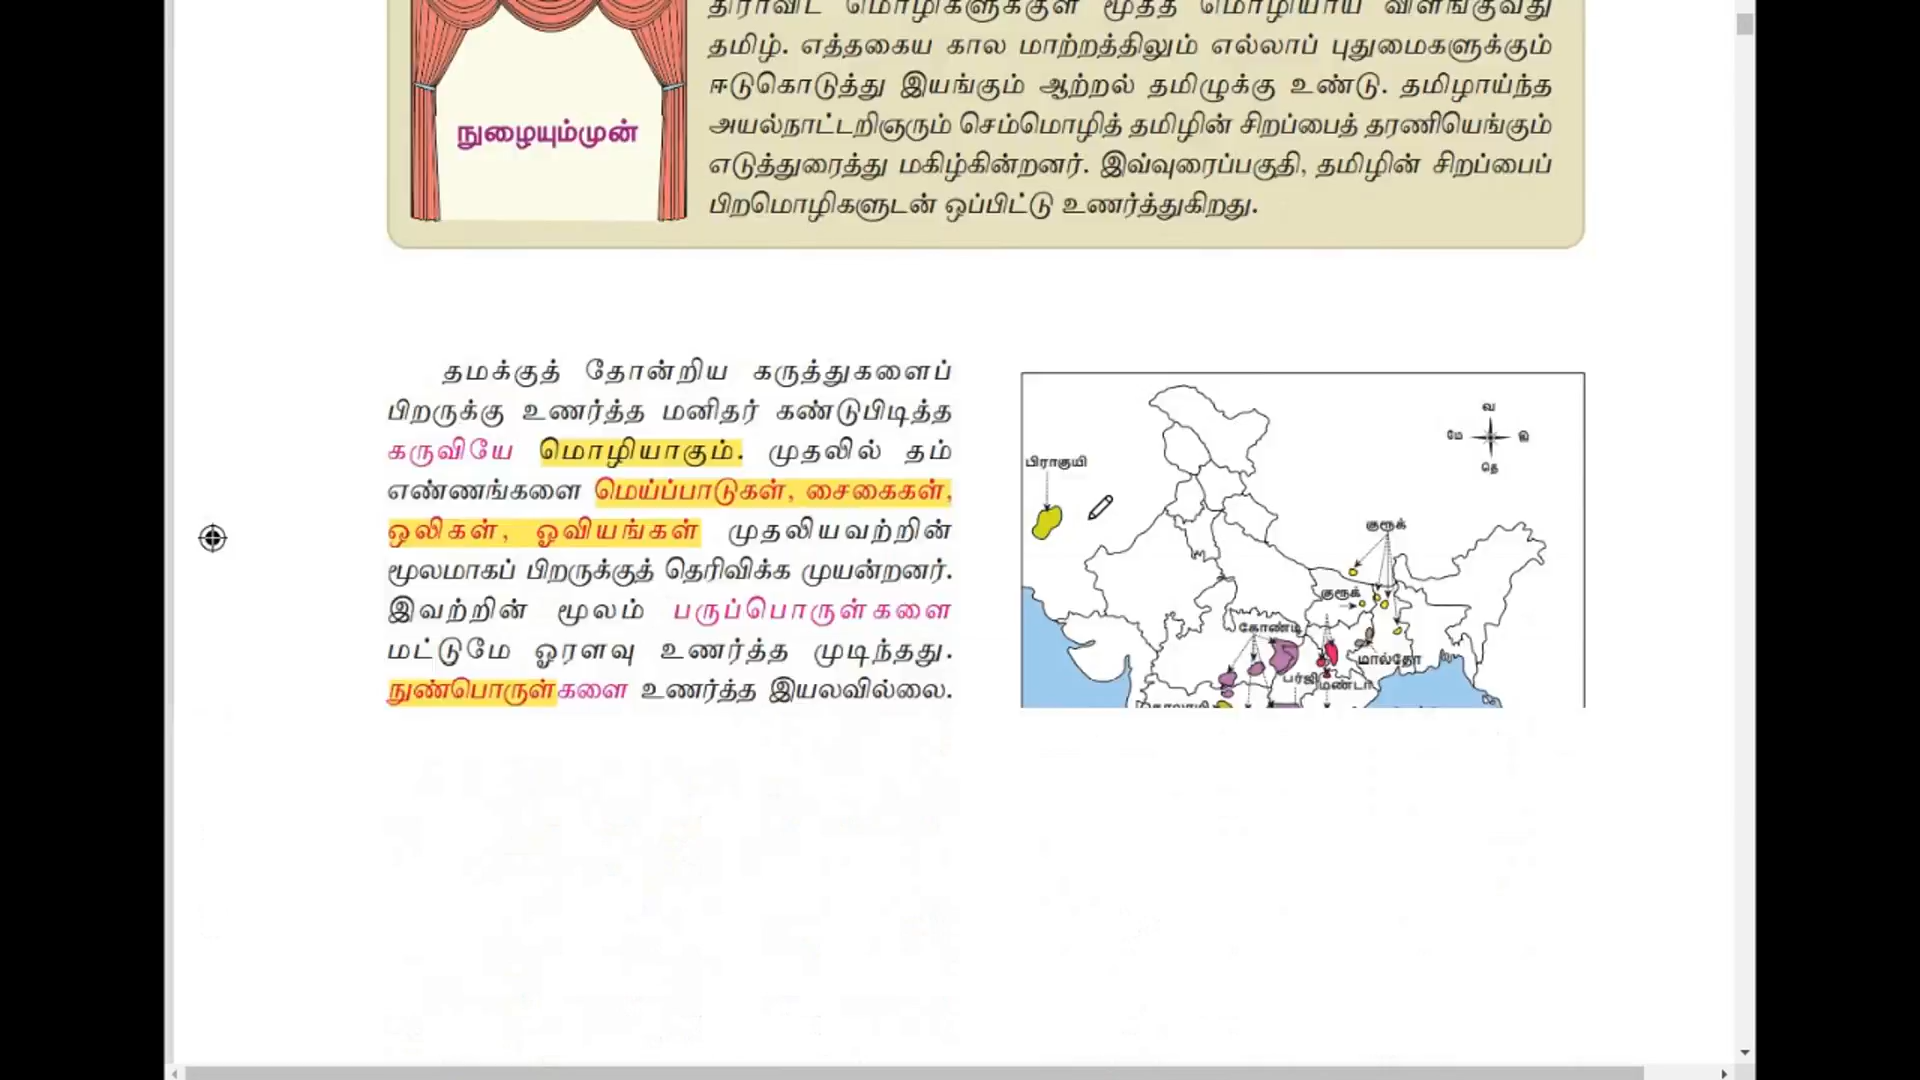 திராவிட மொழிகளுக்குள் மூத்த மொழியாய் விளங்குவது
தமிழ். எத்தகைய கால மாற்றத்திலும் எல்லாப் புதுமைகளுக்கும்
ஈடுகொடுத்து இயங்கும் ஆற்றல் தமிழுக்கு உண்டு. தமிழாய்ந்த
அயல்நாட்டறிஞரும் செம்மொழித் தமிழின் சிறப்பைத் தரணியெங்கும்
எடுத்துரைத்து மகிழ்கின்றனர். இவ்வுரைப்பகுதி, தமிழின் சிறப்பைப்
பிறமொழிகளுடன் ஒப்பிட்டு உணர்த்துகிறது.
நுழையும்முன்
தமக்குத் தோன்றிய கருத்துகளைப்
பிறருக்கு உணர்த்த மனிதர் கண்டுபிடித்த
கருவியே மொழியாகும். முதலில் தம்
எண்ணங்களை மெய்ப்பாடுகள், சைகைகள்,
ஒலிகள், ஓவியங்கள் முதலியவற்றின்
மூலமாகப் பிறருக்குத் தெரிவிக்க முயன்றனர்.
இவற்றின் மூலம் பருப்பொருள்களை
மட்டுமே ஓரளவு உணர்த்த முடிந்தது.
நுண்பொருள்களை உணர்த்த இயலவில்லை.
வ
மே
தெ
பிராகுயி
குரூக்
குரூக்
கோண்டி
மால்தோ
பர்ஜி
மண்டா